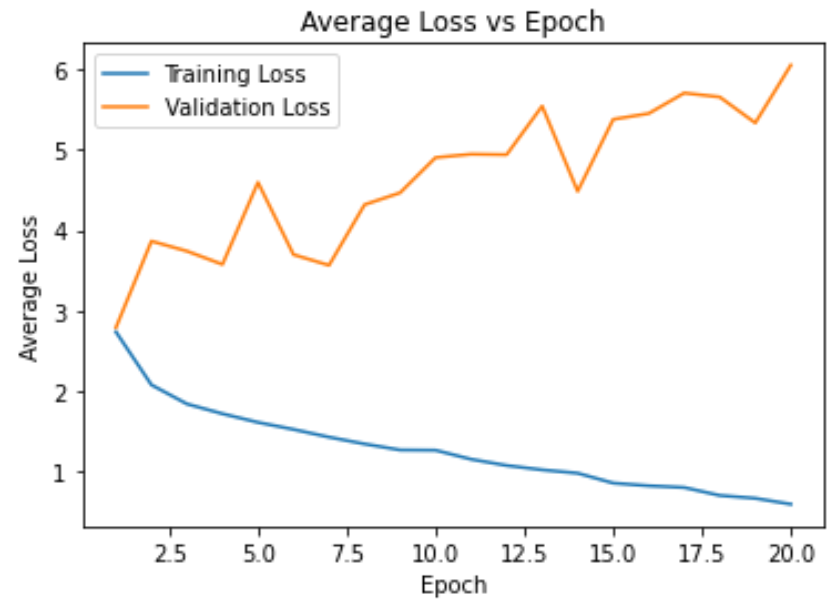 Average Loss vs Epoch
Training Loss
Validation Loss
6
5
4
3
2
1
Average Loss
2.5 5.0 7.5 10.0 12.5 15.0 17.5 20.0
Epoch